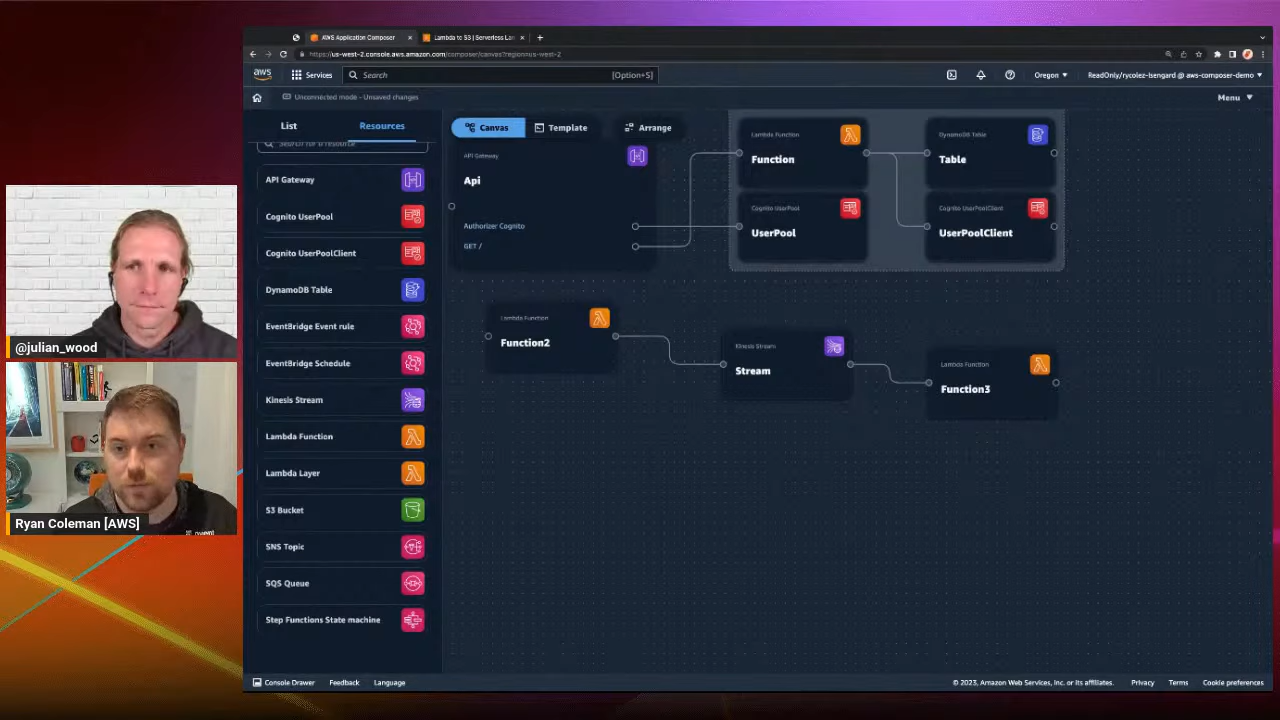 AWS Application Composer
Lambda to S3 | Serverless Lan
https://us-west-2.console.aws.amazon.com/composer/canvas?region=us-west-2
aws
Services
Search
[Option+S]
Oregon
ReadOnly/rycolez-Isengard @ aws-composer-demo
Unconnected mode - Unsaved changes
Menu
List
Resources
Canvas
Template
Arrange
Search for a resource
API Gateway
Cognito UserPool
Cognito UserPoolClient
DynamoDB Table
EventBridge Event rule
EventBridge Schedule
Kinesis Stream
Lambda Function
Lambda Layer
S3 Bucket
SNS Topic
SQS Queue
Step Functions State machine
API Gateway
Api
Authorizer Cognito
GET /
Lambda Function
Function
DynamoDB Table
Table
Cognito UserPool
UserPool
Cognito UserPoolClient
UserPoolClient
Lambda Function
Function2
Kinesis Stream
Stream
Lambda Function
Function3
@julian_wood
Ryan Coleman [AWS]
Console Drawer
Feedback
Language
© 2023, Amazon Web Services, Inc. or its affiliates.
Privacy
Terms
Cookie preferences